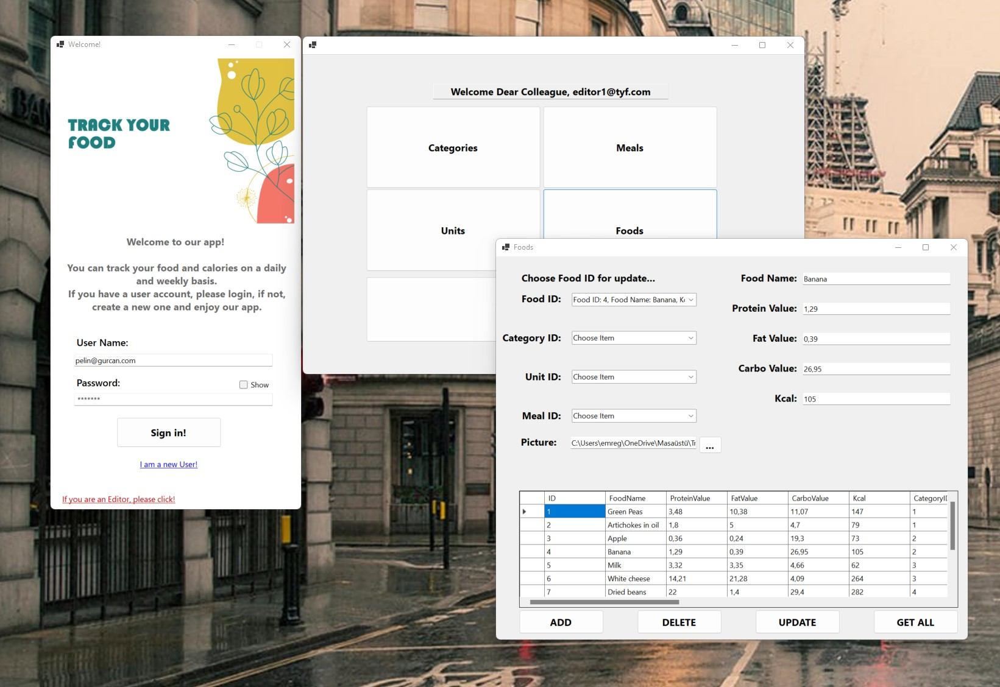 Welcome!
TRACK YOUR
FOOD
Welcome to our app!
You can track your food and calories on a daily
and weekly basis.
If you have a user account, please login, if not,
create a new one and enjoy our app.
User Name:
pelin@gurcan.com
Password:
Show
*******
Sign in!
I am a new User!
If you are an Editor, please click!
Welcome Dear Colleague, editor1@tyf.com
Categories
Meals
Units
Foods
Foods
Choose Food ID for update...
Food ID: Food ID: 4, Food Name: Banana,
Category ID: Choose Item
Unit ID: Choose Item
Meal ID: Choose Item
Picture: C:\Users\emreg\OneDrive\Masaüstü\Tr ...
Food Name: Banana
Protein Value: 1,29
Fat Value: 0,39
Carbo Value: 26,95
Kcal: 105
ID FoodName ProteinValue FatValue CarboValue Kcal CategoryID
1 Green Peas 3,48 10,38 11,07 147 1
2 Artichokes in oil 1,8 5 4,7 79 1
3 Apple 0,36 0,24 19,3 73 2
4 Banana 1,29 0,39 26,95 105 2
5 Milk 3,32 3,35 4,66 62 3
6 White cheese 14,21 21,28 4,09 264 3
7 Dried beans 22 1,4 29,4 282 4
ADD
DELETE
UPDATE
GET ALL